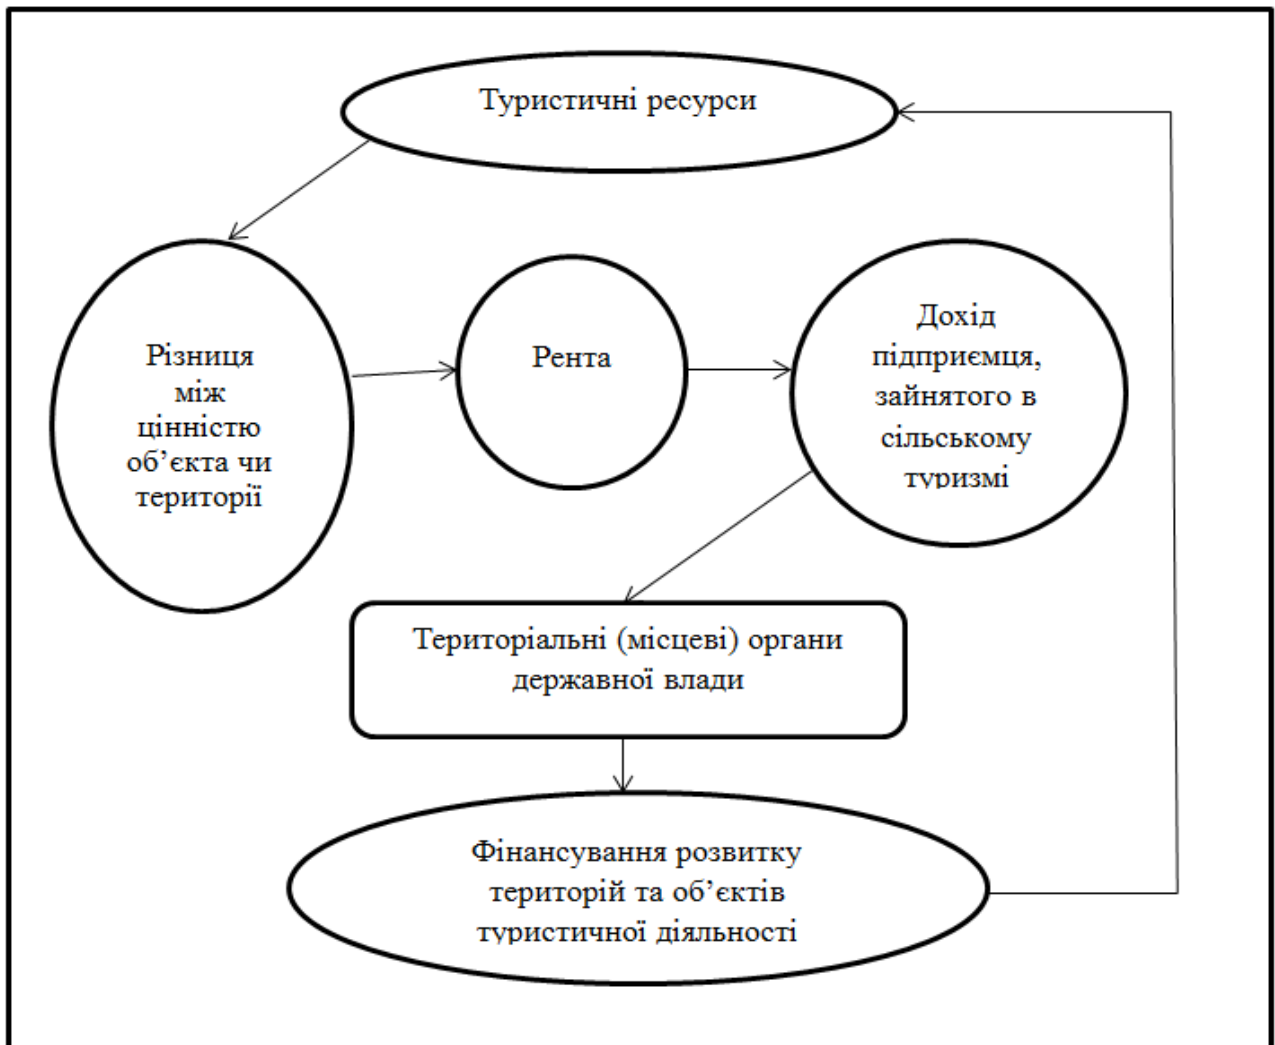 Туристичні ресурси
Різниця
між
цінністю
об’єкта чи
території
Рента
Дохід
підприємця,
зайнятого в
сільському
туризмі
Територіальні (місцеві) органи
державної влади
Фінансування розвитку
територій та об’єктів
туристичної діяльності